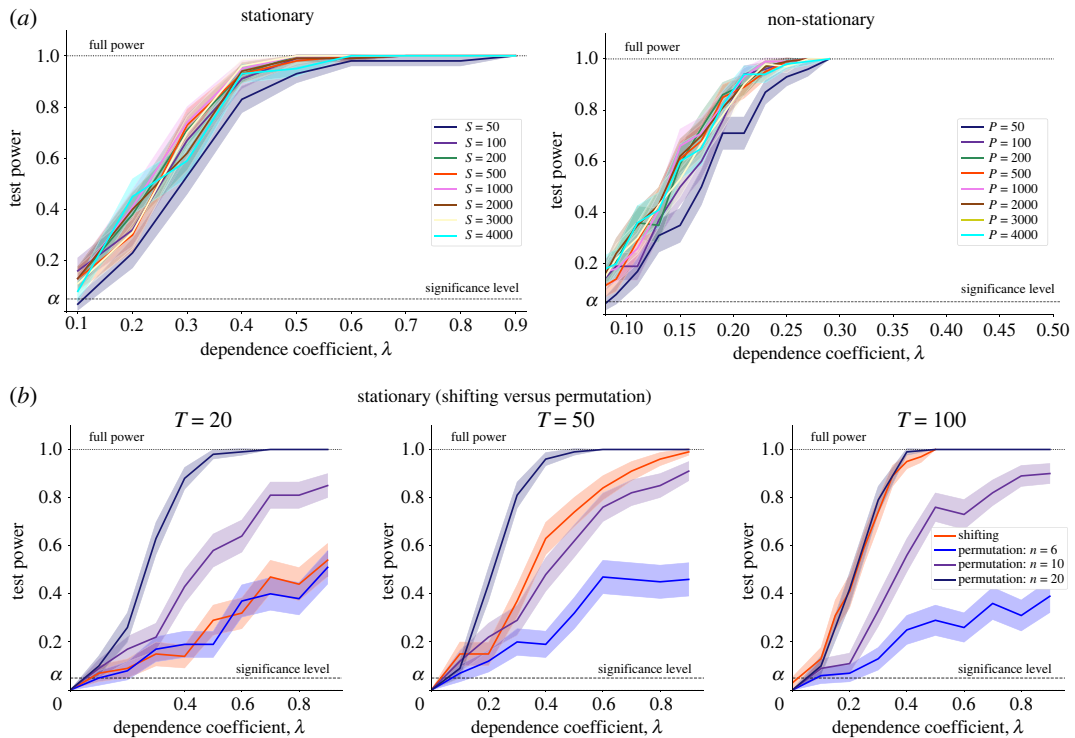 (a)
stationary
full power
1.0
0.8
0.6
0.4
0.2
α
test power
S = 50
S = 100
S = 200
S = 500
S = 1000
S = 2000
S = 3000
S = 4000
significance level
0.1 0.2 0.3 0.4 0.5 0.6 0.7 0.8 0.9
dependence coefficient, λ
non-stationary
full power
1.0
0.8
0.6
0.4
0.2
α
test power
P = 50
P = 100
P = 200
P = 500
P = 1000
P = 2000
P = 3000
P = 4000
significance level
0.10 0.15 0.20 0.25 0.30 0.35 0.40 0.45 0.50
dependence coefficient, λ
(b)
stationary (shifting versus permutation)
T = 20
full power
1.0
0.8
0.6
0.4
0.2
α
0
test power
significance level
0.4 0.2 0.6 0.8
dependence coefficient, λ
T = 50
full power
1.0
0.8
0.6
0.4
0.2
α
0
test power
significance level
0.2 0.4 0.6 0.8
dependence coefficient, λ
T = 100
full power
1.0
0.8
0.6
0.4
0.2
α
0
test power
shifting
permutation: n = 6
permutation: n = 10
permutation: n = 20
significance level
0.2 0.4 0.6 0.8
dependence coefficient, λ